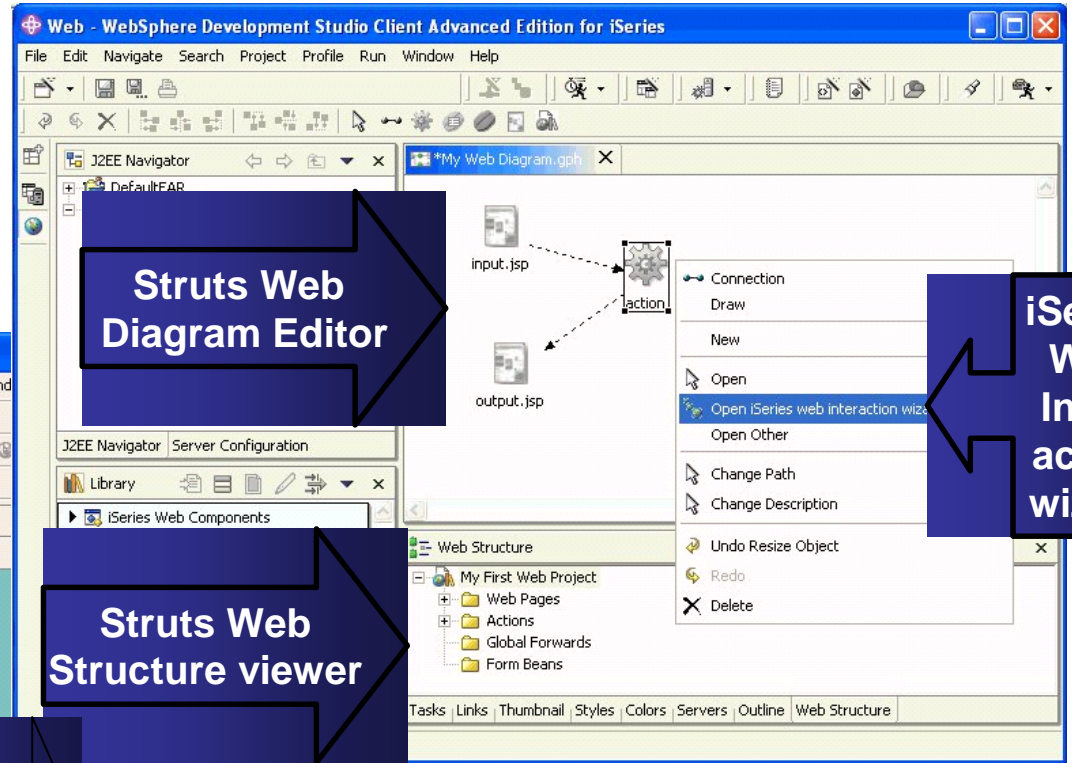 Web - WebSphere Development Studio Client Advanced Edition for iSeries
File Edit Navigate Search Project Profile Run Window Help
J2EE Navigator
*My Web Diagram.gph
DefaultEAR
Struts Web
Diagram Editor
input.jsp
action
output.jsp
Connection
Draw
New
Open
Open iSeries web interaction
Open Other
Change Path
Change Description
Undo Resize Object
Redo
Delete
W
In
ac
J2EE Navigator Server Configuration
Library
iSeries Web Components
Web Structure
My First Web Project
Web Pages
Actions
Global Forwards
Form Beans
Struts Web
Structure viewer
Tasks Links Thumbnail Styles Colors Servers Outline Web Structure